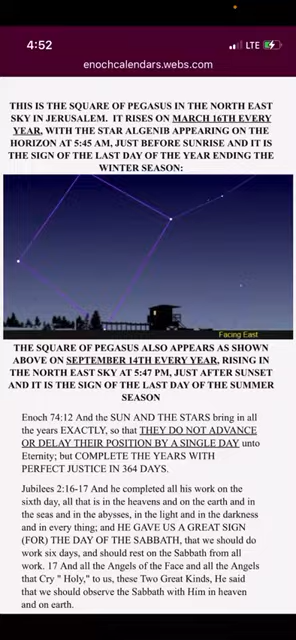 4:52
LTE
enochcalendars.webs.com
THIS IS THE SQUARE OF PEGASUS IN THE NORTH EAST
SKY IN JERUSALEM. IT RISES ON MARCH 16TH EVERY
YEAR, WITH THE STAR ALGENIB APPEARING ON THE
HORIZON AT 5:45 AM, JUST BEFORE SUNRISE AND IT IS
THE SIGN OF THE LAST DAY OF THE YEAR ENDING THE
WINTER SEASON:
Facing East
THE SQUARE OF PEGASUS ALSO APPEARS AS SHOWN
ABOVE ON SEPTEMBER 14TH EVERY YEAR, RISING IN
THE NORTH EAST SKY AT 5:47 PM, JUST AFTER SUNSET
AND IT IS THE SIGN OF THE LAST DAY OF THE SUMMER
SEASON
Enoch 74:12 And the SUN AND THE STARS bring in all
the years EXACTLY, so that THEY DO NOT ADVANCE
OR DELAY THEIR POSITION BY A SINGLE DAY unto
Eternity; but COMPLETE THE YEARS WITH
PERFECT JUSTICE IN 364 DAYS.
Jubilees 2:16-17 And he completed all his work on the
sixth day, all that is in the heavens and on the earth and in
the seas and in the abysses, in the light and in the darkness
and in every thing; and HE GAVE US A GREAT SIGN
(FOR) THE DAY OF THE SABBATH, that we should do
work six days, and should rest on the Sabbath from all
work. 17 And all the Angels of the Face and all the Angels
that Cry " Holy," to us, these Two Great Kinds, He said
that we should observe the Sabbath with Him in heaven
and on earth.